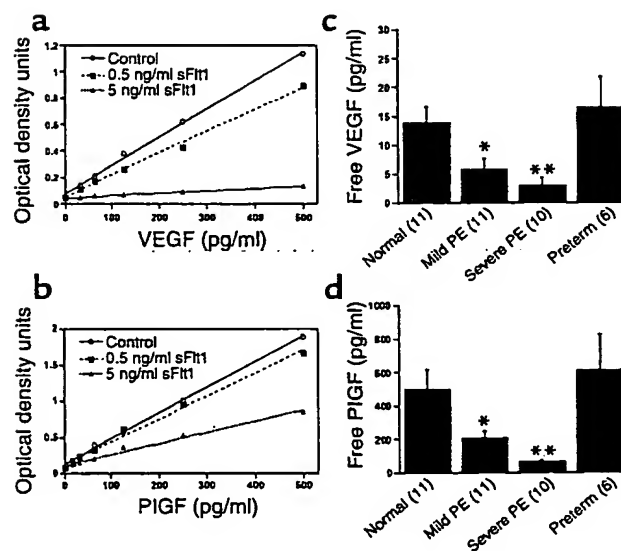 a
Optical density units
1.2
1
0.8
0.6
0.4
0.2
0
Control
0.5 ng/ml sFlt1
5 ng/ml sFlt1
0 100 200 300 400 500
VEGF (pg/ml)
b
Optical density units
2
1.5
1
0.5
0
Control
0.5 ng/ml sFlt1
5 ng/ml sFlt1
0 100 200 300 400 500
PlGF (pg/ml)
c
Free VEGF (pg/ml)
30
25
20
15
10
5
0
*
**
Normal (11)
Mild PE (11)
Severe PE (10)
Preterm (6)
d
Free PlGF (pg/ml)
1000
800
600
400
200
0
*
**
Normal (11)
Mild PE (11)
Severe PE (10)
Preterm (6)